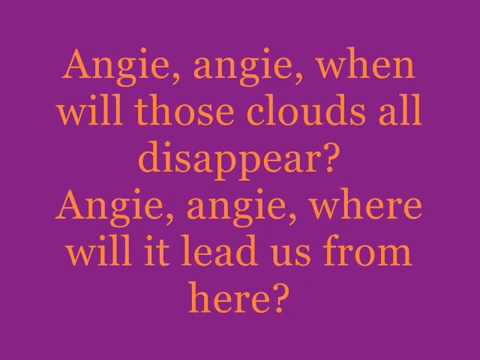 Angie, angie, when
will those clouds all
disappear?
Angie, angie, where
will it lead us from
here?